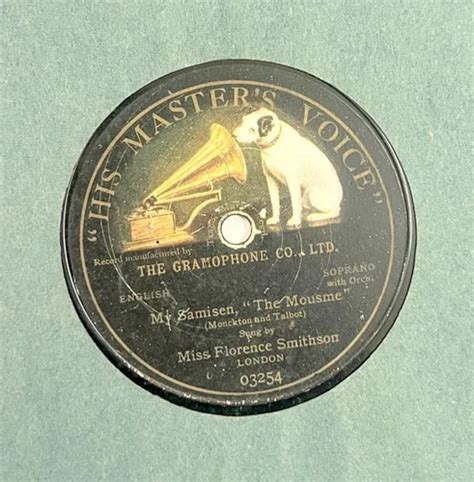 "HIS MASTER'S VOICE"
Record manufactured by
THE GRAMOPHONE CO., LTD.
ENGLISH
SOPRANO
with Orch.
My Samisen, "The Mousme"
(Monckton and Talbot)
Sung by
Miss Florence Smithson
LONDON
03254